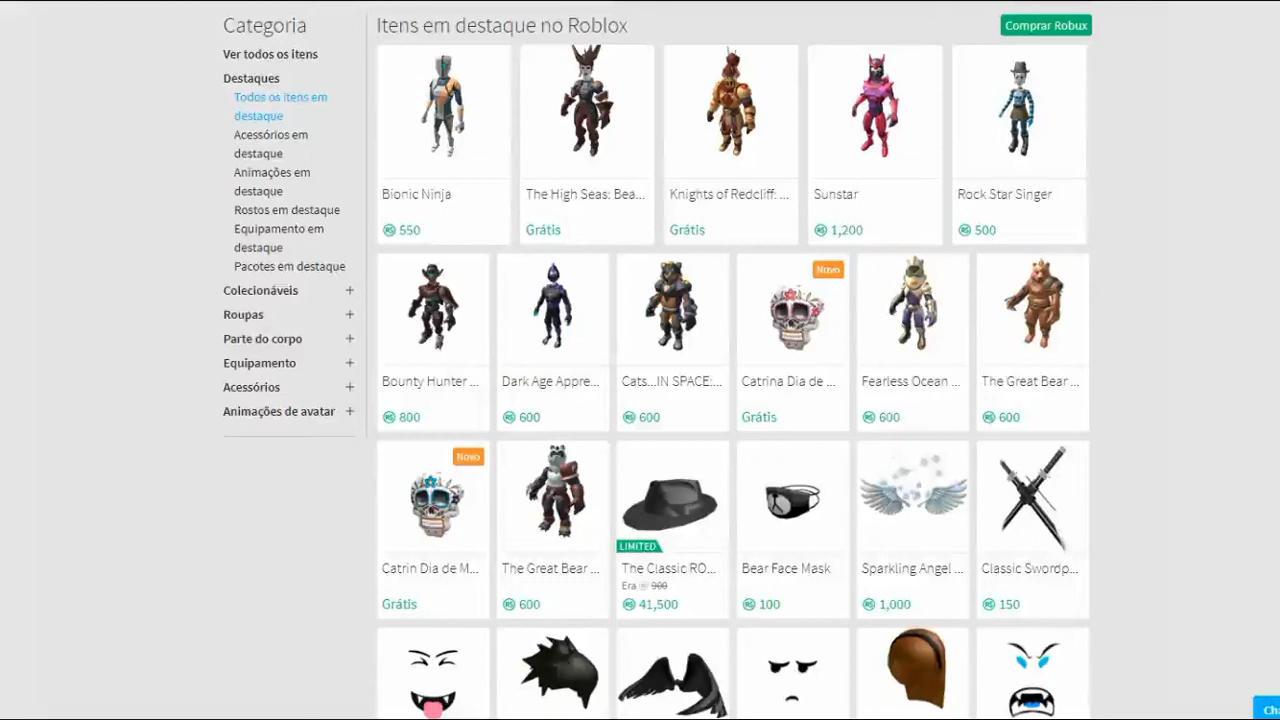 Categoria
Ver todos os itens
Destaques
Todos os itens em
destaque
Acessórios em
destaque
Animações em
destaque
Rostos em destaque
Equipamento em
destaque
Pacotes em destaque
Colecionáveis +
Roupas +
Parte do corpo +
Equipamento +
Acessórios +
Animações de avatar +
Itens em destaque no Roblox
Comprar Robux
Bionic Ninja
550
The High Seas: Bea...
Grátis
Knights of Redcliff: ...
Grátis
Sunstar
1,200
Rock Star Singer
500
Bounty Hunter ...
800
Dark Age Appre...
600
Cats...IN SPACE:...
600
Novo
Catrina Dia de ...
Grátis
Fearless Ocean ...
600
The Great Bear ...
600
Novo
Catrin Dia de M...
Grátis
The Great Bear ...
600
LIMITED
The Classic RO...
Era 900
41,500
Bear Face Mask
100
Sparkling Angel ...
1,000
Classic Swordp...
150